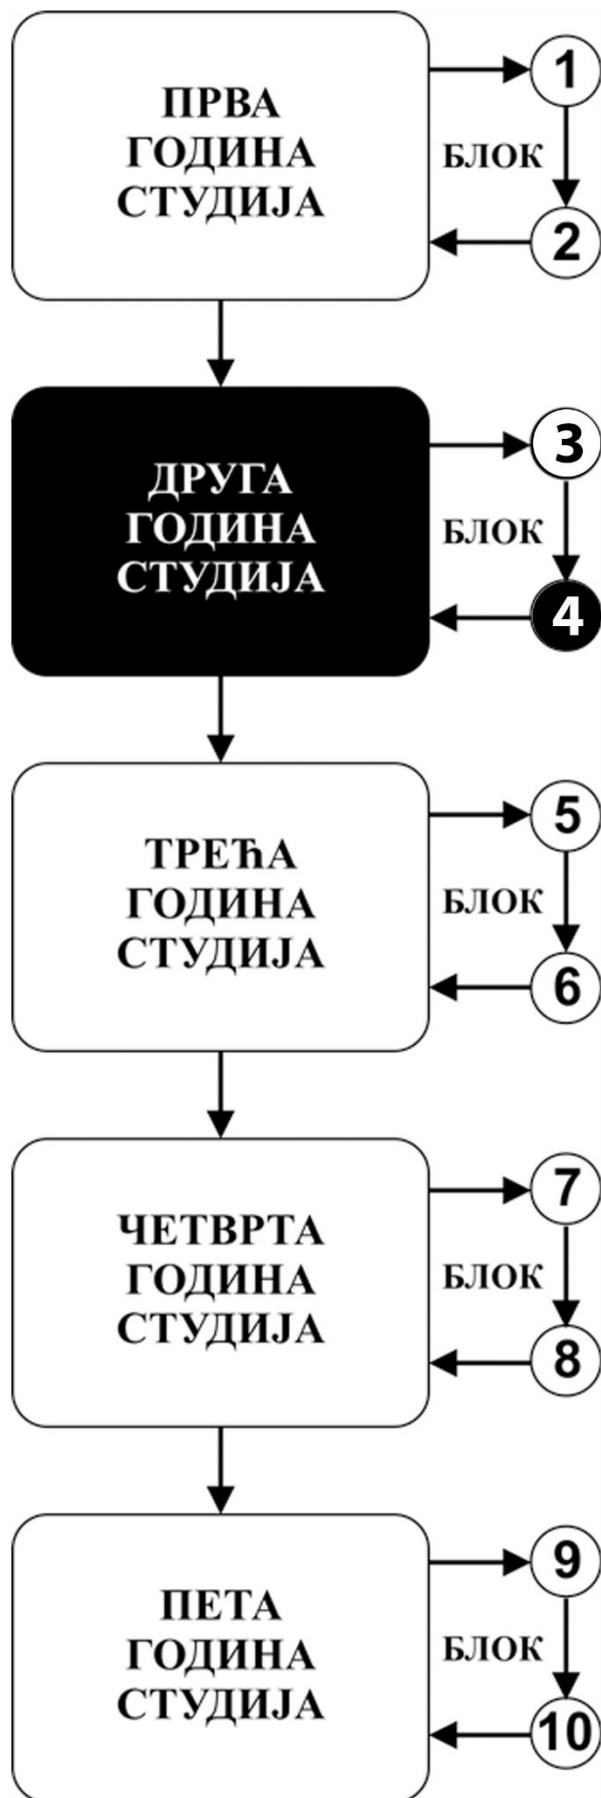 ПРВА
ГОДИНА
СТУДИЈА
1
БЛОК
2
ДРУГА
ГОДИНА
СТУДИЈА
3
БЛОК
4
ТРЕЋА
ГОДИНА
СТУДИЈА
5
БЛОК
6
ЧЕТВРТА
ГОДИНА
СТУДИЈА
7
БЛОК
8
ПЕТА
ГОДИНА
СТУДИЈА
9
БЛОК
10